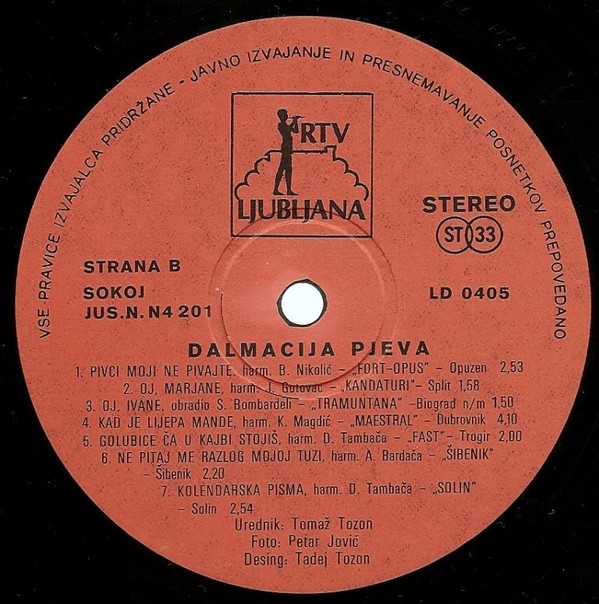 VSE PRAVICE IZVAJALCA PRIDRŽANE - JAVNO IZVAJANJE IN PRESNEMAVANJE POSNETKOV PREPOVEDANO
RTV
LJUBLJANA
STEREO
ST 33
STRANA B
SOKOJ
JUS.N.N4 201
LD 0405
DALMACIJA PJEVA
1. PIVCI MOJI NE PIVAJTE, harm. B. Nikolić – „FORT-OPUS” – Opuzen 2,53
2. OJ, MARJANE, harm. J. Gotovac – „KANDATURI” – Split 1,58
3. OJ, IVANE, obradio S. Bombardeli – „TRAMUNTANA” –Biograd n/m 1,50
4. KAD JE LIJEPA MANDE, harm. K. Magdić – „MAESTRAL” – Dubrovnik 4,10
5. GOLUBICE ČA U KAJBI STOJIŠ, harm. D. Tambača – „FAST” – Trogir 2,00
6. NE PITAJ ME RAZLOG MOJOJ TUZI, harm. A. Bardača – „ŠIBENIK”
– Šibenik 2,20
7. KOLENDARSKA PISMA, harm. D. Tambača – „SOLIN”
– Solin 2,54
Urednik: Tomaž Tozon
Foto: Petar Jović
Desing: Tadej Tozon